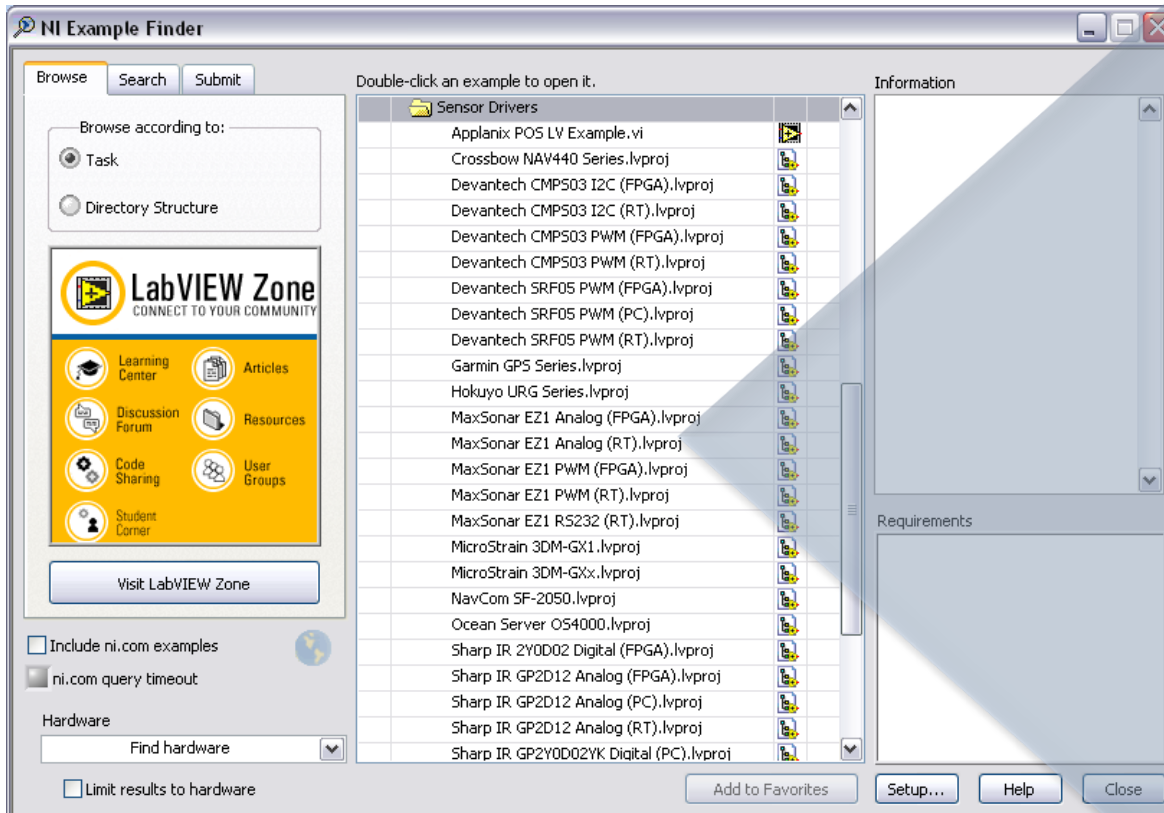 NI Example Finder
Browse
Search
Submit
Browse according to:
Task
Directory Structure
LabVIEW Zone
CONNECT TO YOUR COMMUNITY
Learning Center
Articles
Discussion Forum
Resources
Code Sharing
User Groups
Student Corner
Visit LabVIEW Zone
Include ni.com examples
ni.com query timeout
Hardware
Find hardware
Limit results to hardware
Double-click an example to open it.
Sensor Drivers
Applanix POS LV Example.vi
Crossbow NAV440 Series.lvproj
Devantech CMPS03 I2C (FPGA).lvproj
Devantech CMPS03 I2C (RT).lvproj
Devantech CMPS03 PWM (FPGA).lvproj
Devantech CMPS03 PWM (RT).lvproj
Devantech SRF05 PWM (FPGA).lvproj
Devantech SRF05 PWM (PC).lvproj
Devantech SRF05 PWM (RT).lvproj
Garmin GPS Series.lvproj
Hokuyo URG Series.lvproj
MaxSonar EZ1 Analog (FPGA).lvproj
MaxSonar EZ1 Analog (RT).lvproj
MaxSonar EZ1 PWM (FPGA).lvproj
MaxSonar EZ1 PWM (RT).lvproj
MaxSonar EZ1 RS232 (RT).lvproj
MicroStrain 3DM-GX1.lvproj
MicroStrain 3DM-GXx.lvproj
NavCom SF-2050.lvproj
Ocean Server OS4000.lvproj
Sharp IR 2Y0D02 Digital (FPGA).lvproj
Sharp IR GP2D12 Analog (FPGA).lvproj
Sharp IR GP2D12 Analog (PC).lvproj
Sharp IR GP2D12 Analog (RT).lvproj
Sharp IR GP2Y0D02YK Digital (PC).lvproj
Information
Requirements
Add to Favorites
Setup...
Help
Close